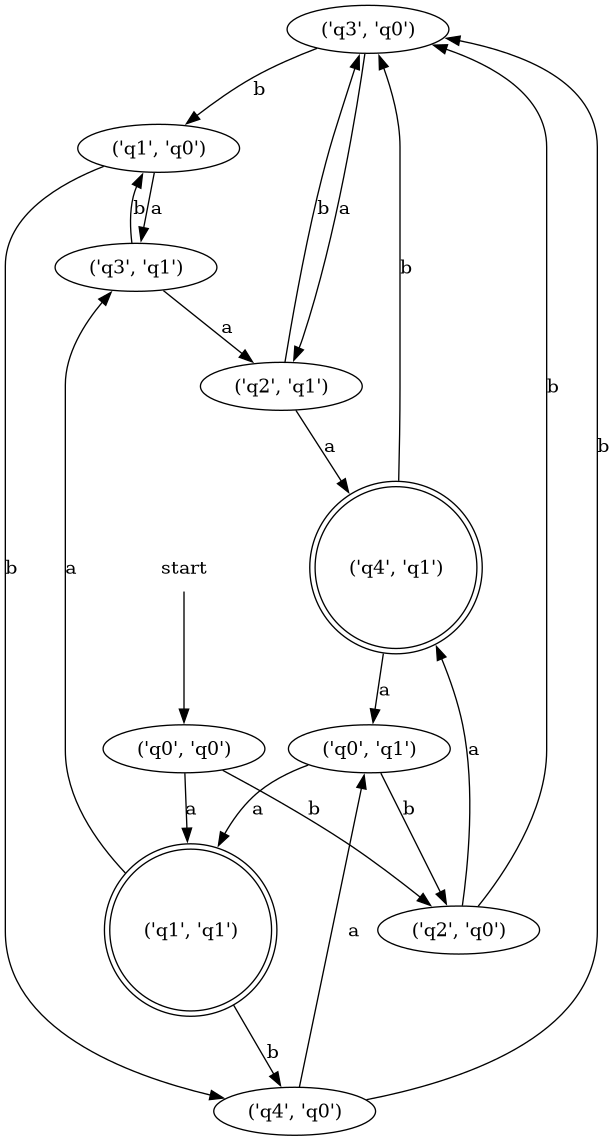 ('q3', 'q0')
b
('q1', 'q0')
b
a
b
a
('q3', 'q1')
b
a
('q2', 'q1')
b
b
a
b
a
start
('q4', 'q1')
a
('q0', 'q0')
('q0', 'q1')
a
a
b
a
b
('q1', 'q1')
a
('q2', 'q0')
b
('q4', 'q0')